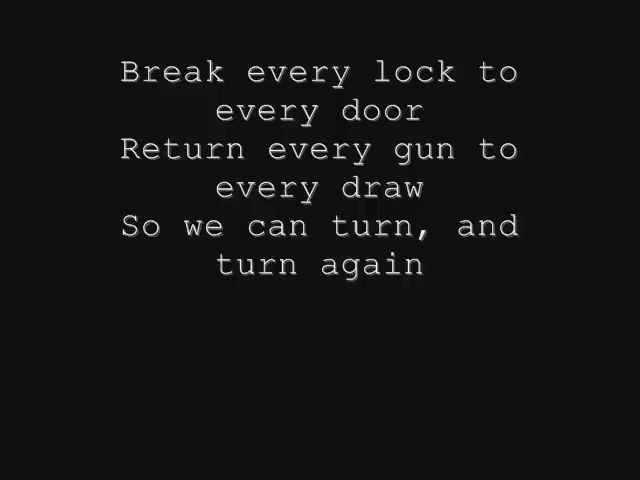 Break every lock to
every door
Return every gun to
every draw
So we can turn, and
turn again